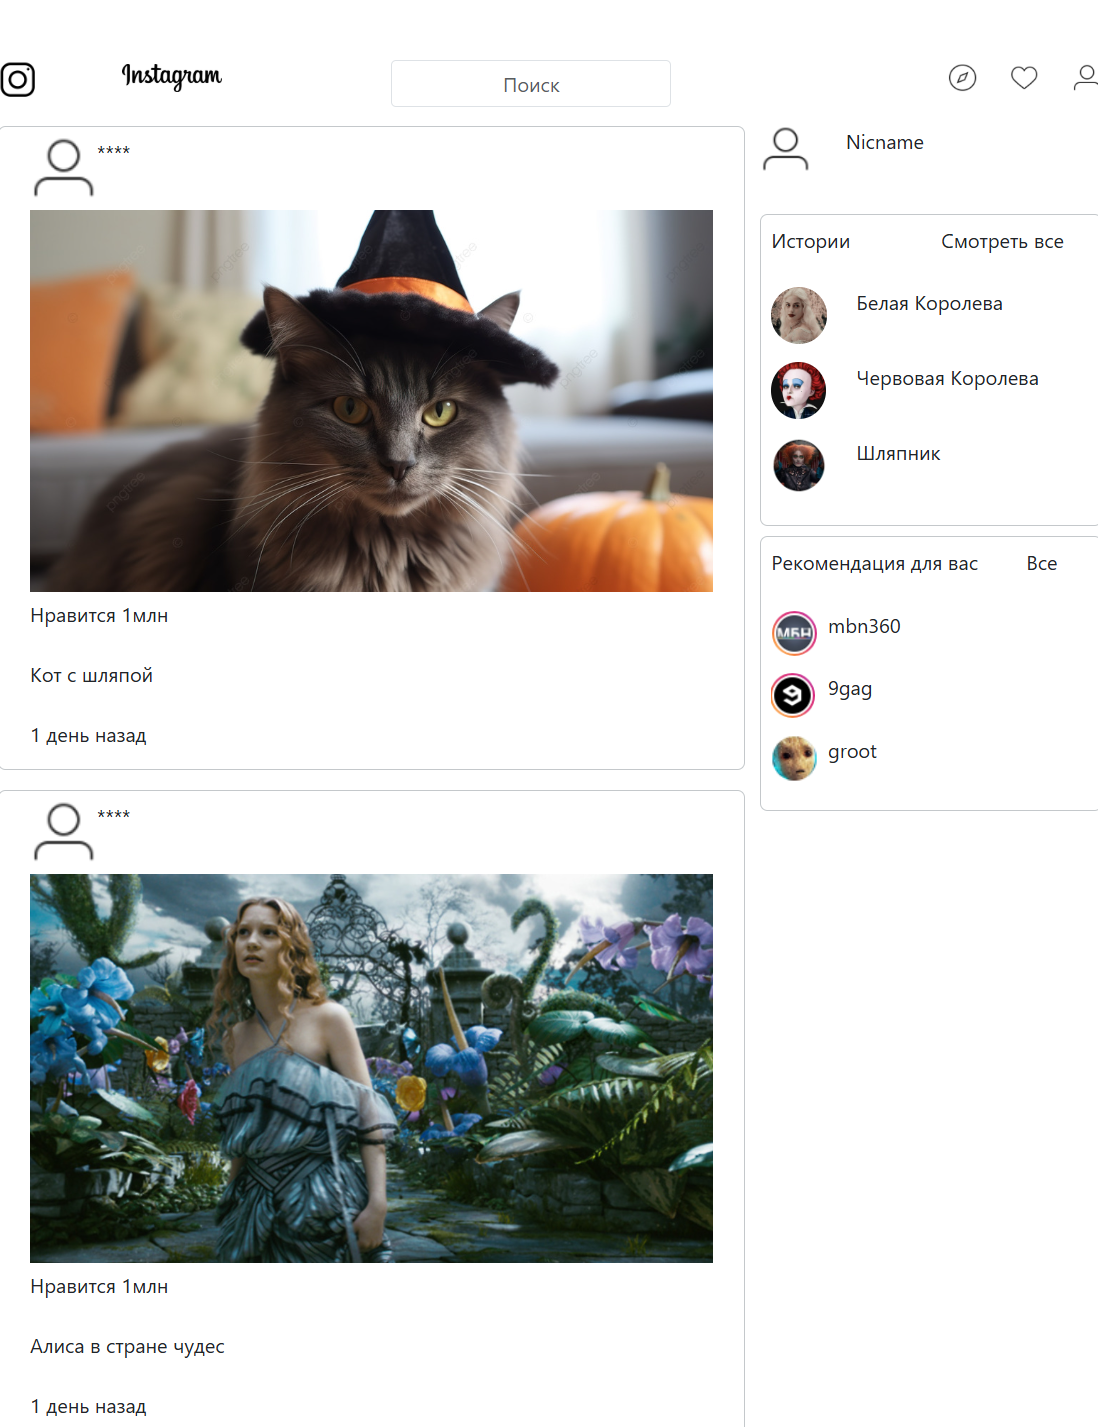 Instagram
Поиск
****
Nicname
Истории Смотреть все
Белая Королева
Червовая Королева
Шляпник
Рекомендация для вас Все
МБН mbn360
9gag
groot
pngtree
Нравится 1млн
Кот с шляпой
1 день назад
****
Нравится 1млн
Алиса в стране чудес
1 день назад